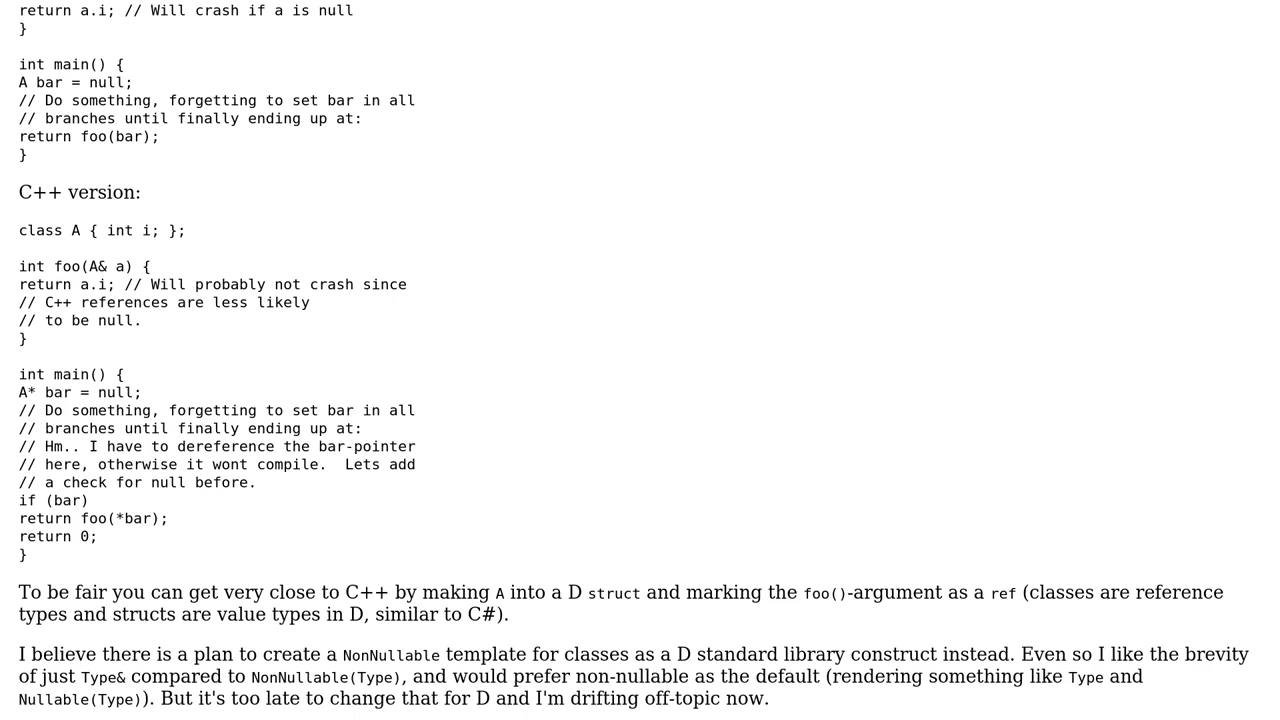 return a.i; // Will crash if a is null
}
int main() {
A bar = null;
// Do something, forgetting to set bar in all
// branches until finally ending up at:
return foo(bar);
}
C++ version:
class A { int i; };
int foo(A& a) {
return a.i; // Will probably not crash since
// C++ references are less likely
// to be null.
}
int main() {
A* bar = null;
// Do something, forgetting to set bar in all
// branches until finally ending up at:
// Hm.. I have to dereference the bar-pointer
// here, otherwise it wont compile.  Lets add
// a check for null before.
if (bar)
return foo(*bar);
return 0;
}
To be fair you can get very close to C++ by making A into a D struct and marking the foo()-argument as a ref (classes are reference
types and structs are value types in D, similar to C#).
I believe there is a plan to create a NonNullable template for classes as a D standard library construct instead. Even so I like the brevity
of just Type& compared to NonNullable(Type), and would prefer non-nullable as the default (rendering something like Type and
Nullable(Type)). But it's too late to change that for D and I'm drifting off-topic now.